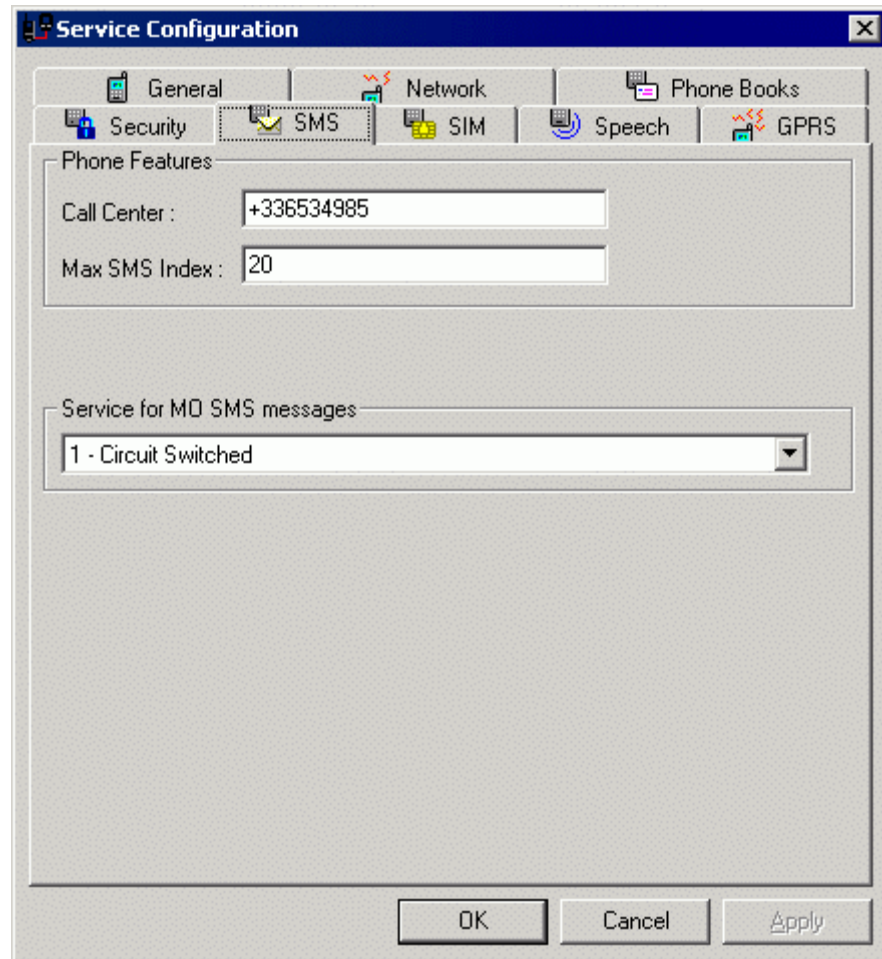 Service Configuration
General Network Phone Books
Security SMS SIM Speech GPRS
Phone Features
Call Center :
+336534985
Max SMS Index :
20
Service for MO SMS messages
1 - Circuit Switched
OK Cancel Apply